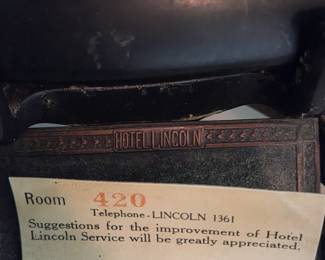 HOTEL LINCOLN
Room 420
Telephone-LINCOLN 1361
Suggestions for the improvement of Hotel
Lincoln Service will be greatly appreciated.